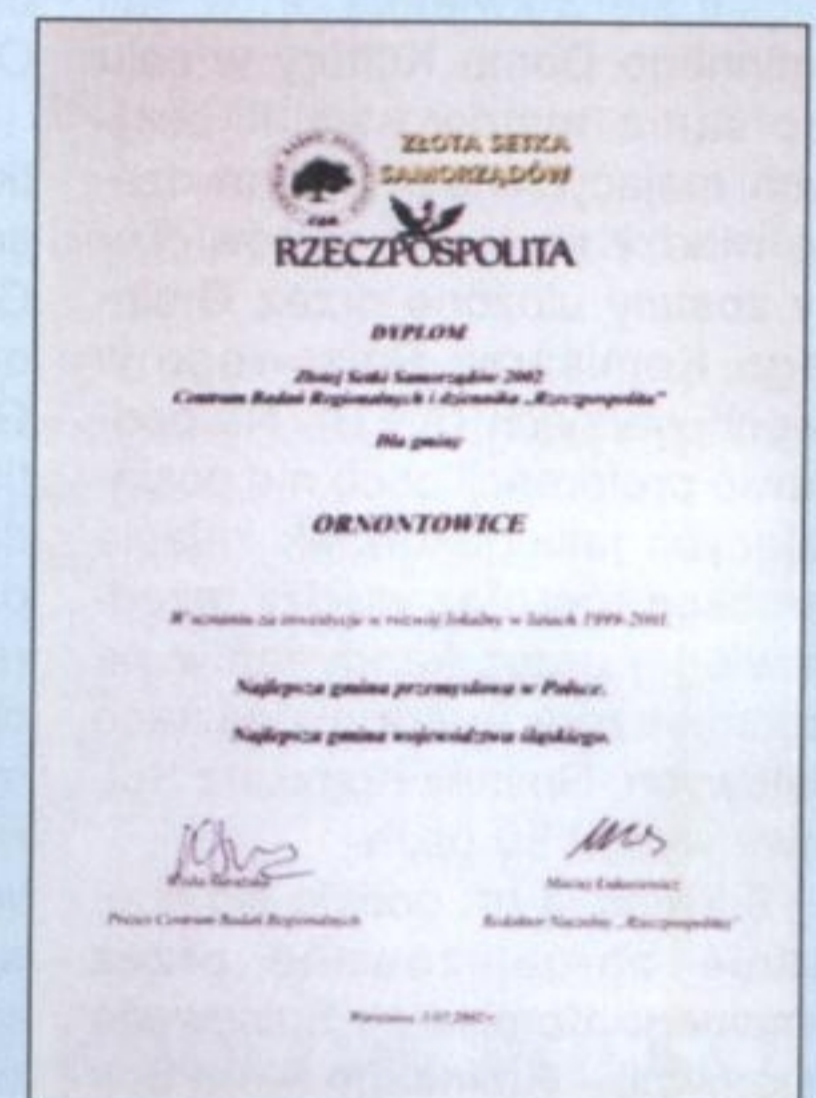 ZŁOTA SETKA
SAMORZĄDÓW
RZECZPOSPOLITA
DYPLOM
Złotej Setki Samorządów 2002
Centrum Badań Regionalnych i dziennika „Rzeczpospolita”
Dla gminy
ORNONTOWICE
W uznaniu za inwestycje w rozwój lokalny w latach 1999-2001.
Najlepsza gmina przemysłowa w Polsce.
Najlepsza gmina województwa śląskiego.
Maciej Łukasiewicz
Prezes Centrum Badań Regionalnych
Redaktor Naczelny „Rzeczpospolitej”
Warszawa, 2002 r.